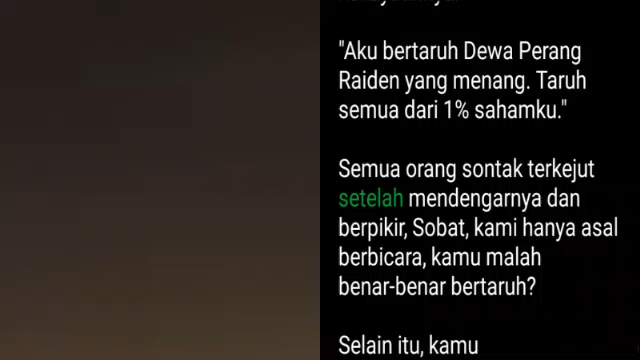 "Aku bertaruh Dewa Perang
Raiden yang menang. Taruh
semua dari 1% sahamku."
Semua orang sontak terkejut
setelah mendengarnya dan
berpikir, Sobat, kami hanya asal
berbicara, kamu malah
benar-benar bertaruh?
Selain itu, kamu